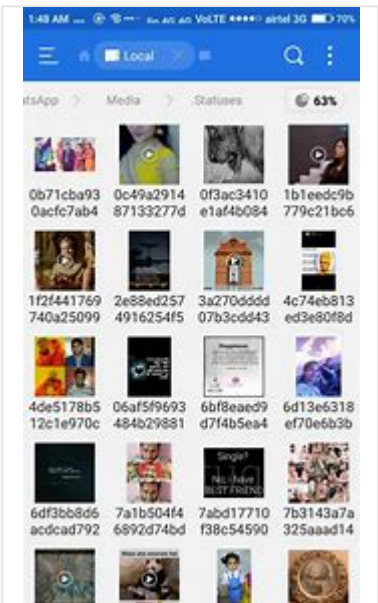 1:48 AM ... VoLTE airtel 3G 70%
Local
tsApp > Media > .Statuses 63%
0b71cba93 0c49a2914 0f3ac3410 1b1eedc9b
0acfc7ab4 87133277d e1af4b084 779c21bc6
1f2f441769 2e88ed257 3a270dddd 4c74eb813
740a25099 4916254f5 07b3cdd43 ed3e80f8d
4de5178b5 06af5f9693 6bf8eaed9 6d13e6318
12c1e970c 484b29881 d7f4b5ea4 ef70e6b3b
Single?
No, i have
BEST FRIEND
6df3bb8d6 7a1b504f4 7abd17710 7b3143a7a
acdcad792 6892d74bd f38c54590 325aaad14